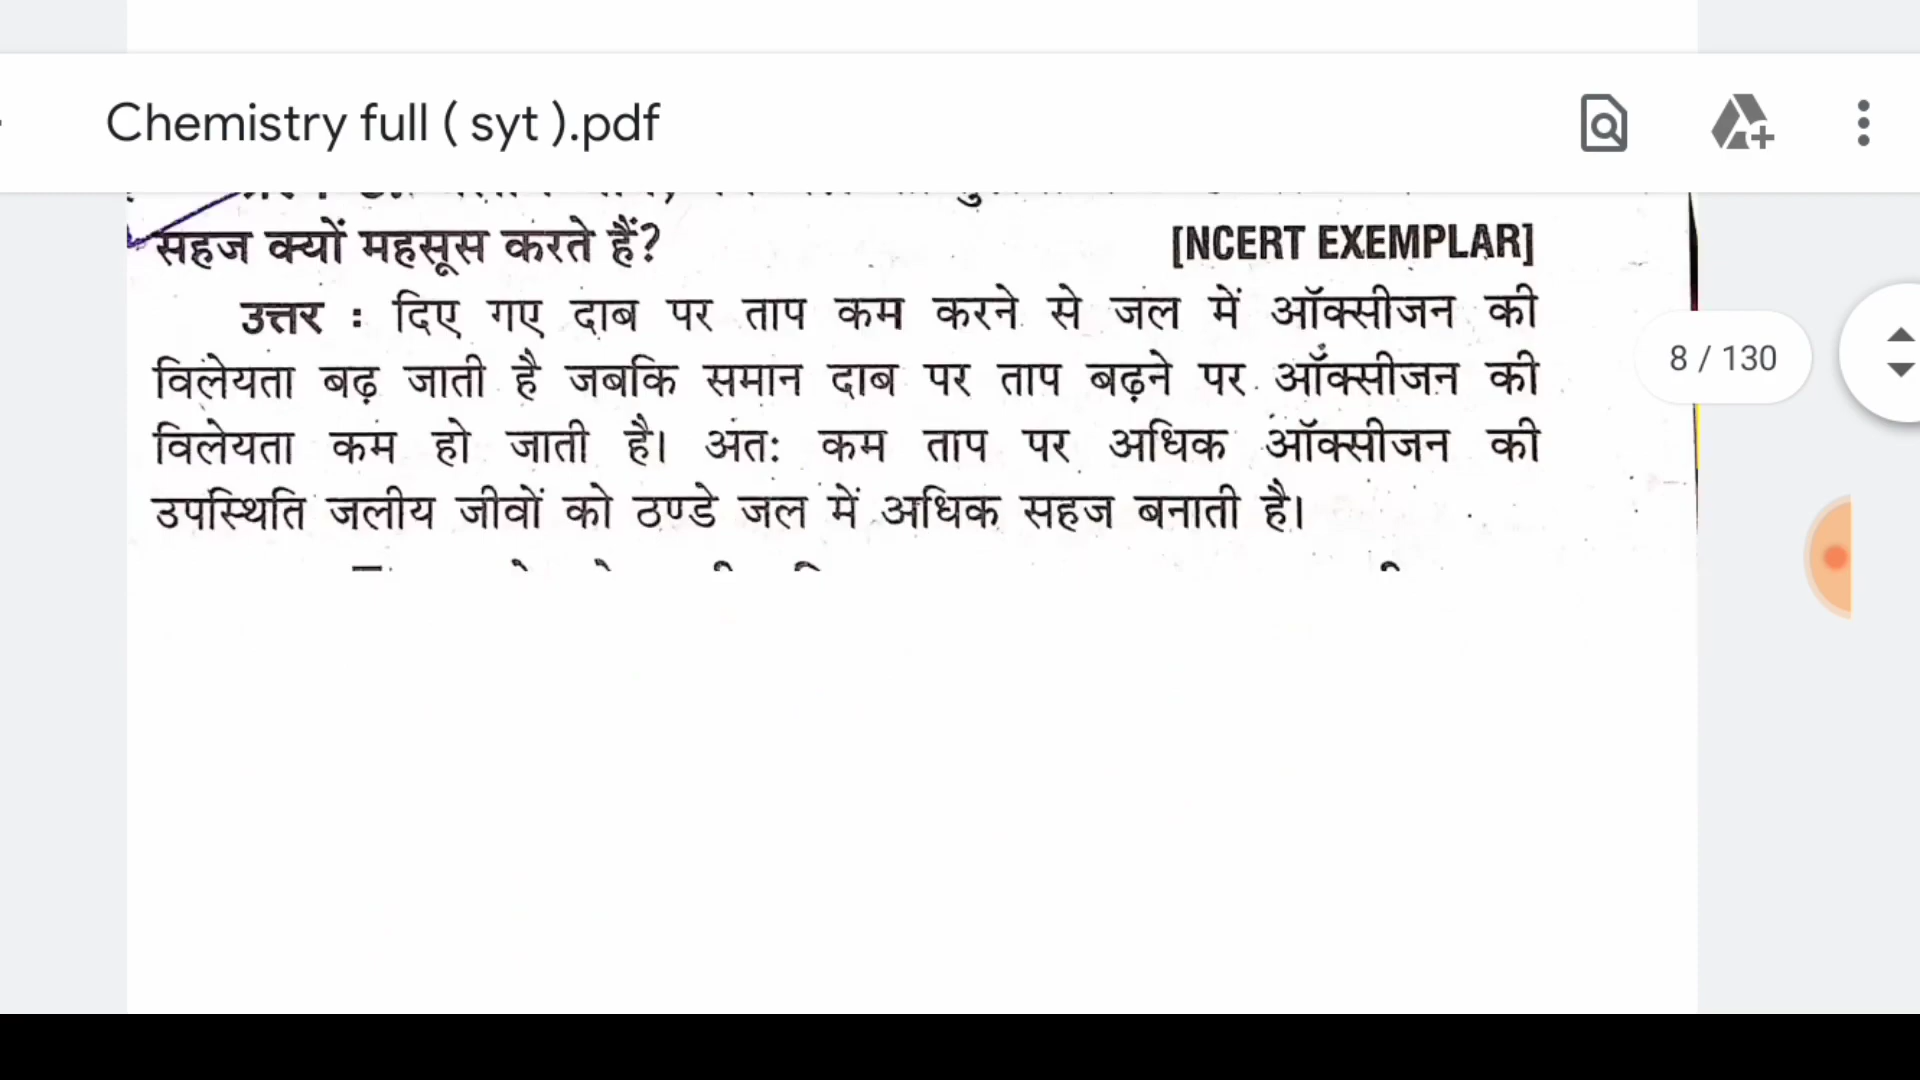 Chemistry full ( syt ).pdf
सहज क्यों महसूस करते हैं? [NCERT EXEMPLAR]
उत्तर : दिए गए दाब पर ताप कम करने से जल में ऑक्सीजन की
विलेयता बढ़ जाती है जबकि समान दाब पर ताप बढ़ने पर ऑक्सीजन की
8 / 130
विलेयता कम हो जाती है। अतः कम ताप पर अधिक ऑक्सीजन की
उपस्थिति जलीय जीवों को ठण्डे जल में अधिक सहज बनाती है।